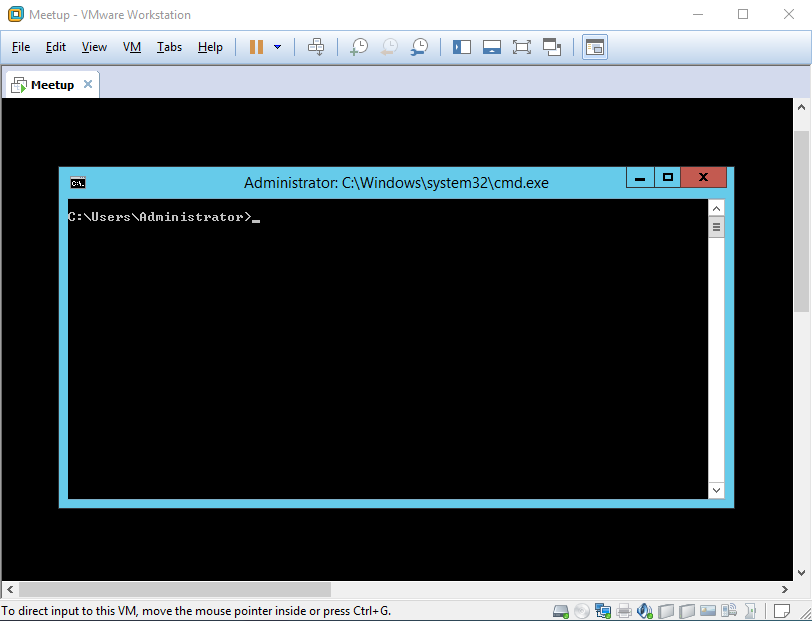 Meetup - VMware Workstation
File Edit View VM Tabs Help
Meetup
Administrator: C:\Windows\system32\cmd.exe
C:\Users\Administrator>_
To direct input to this VM, move the mouse pointer inside or press Ctrl+G.